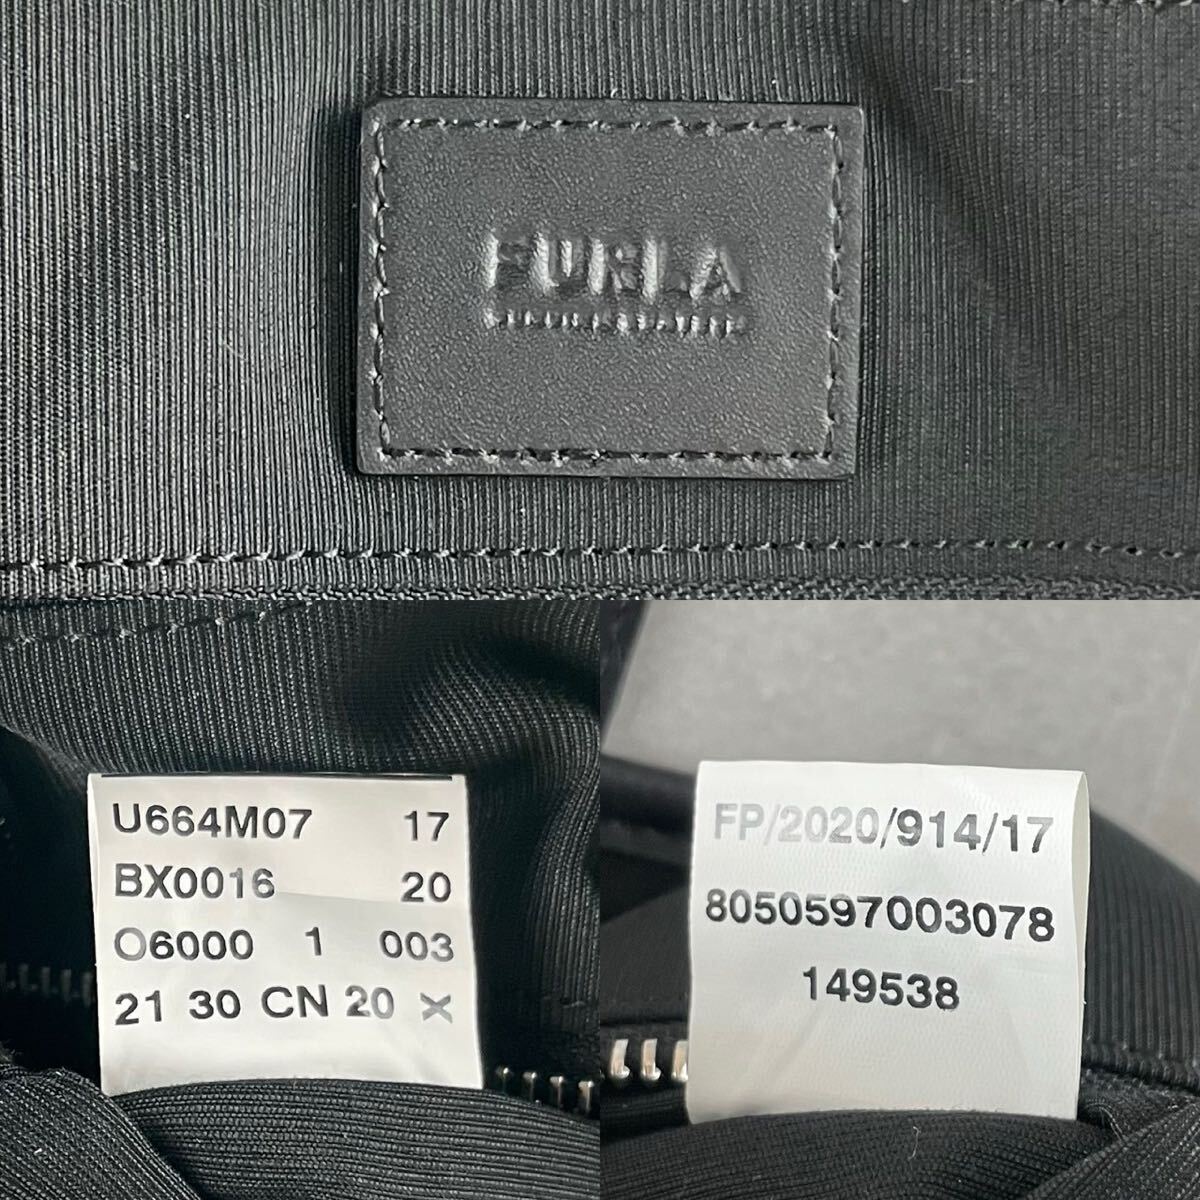 FURLA
U664M07 17
BX0016 20
O6000 1 003
21 30 CN 20 X
FP/2020/914/17
8050597003078
149538